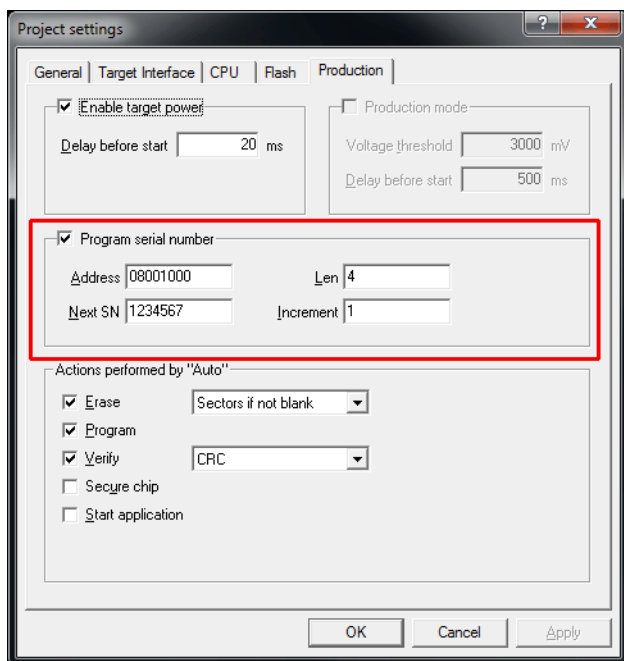 Project settings
General Target Interface CPU Flash Production
Enable target power
Delay before start 20 ms
Production mode
Voltage threshold 3000 mV
Delay before start 500 ms
Program serial number
Address 08001000 Len 4
Next SN 1234567 Increment 1
Actions performed by "Auto"
Erase Sectors if not blank
Program
Verify CRC
Secure chip
Start application
OK Cancel Apply